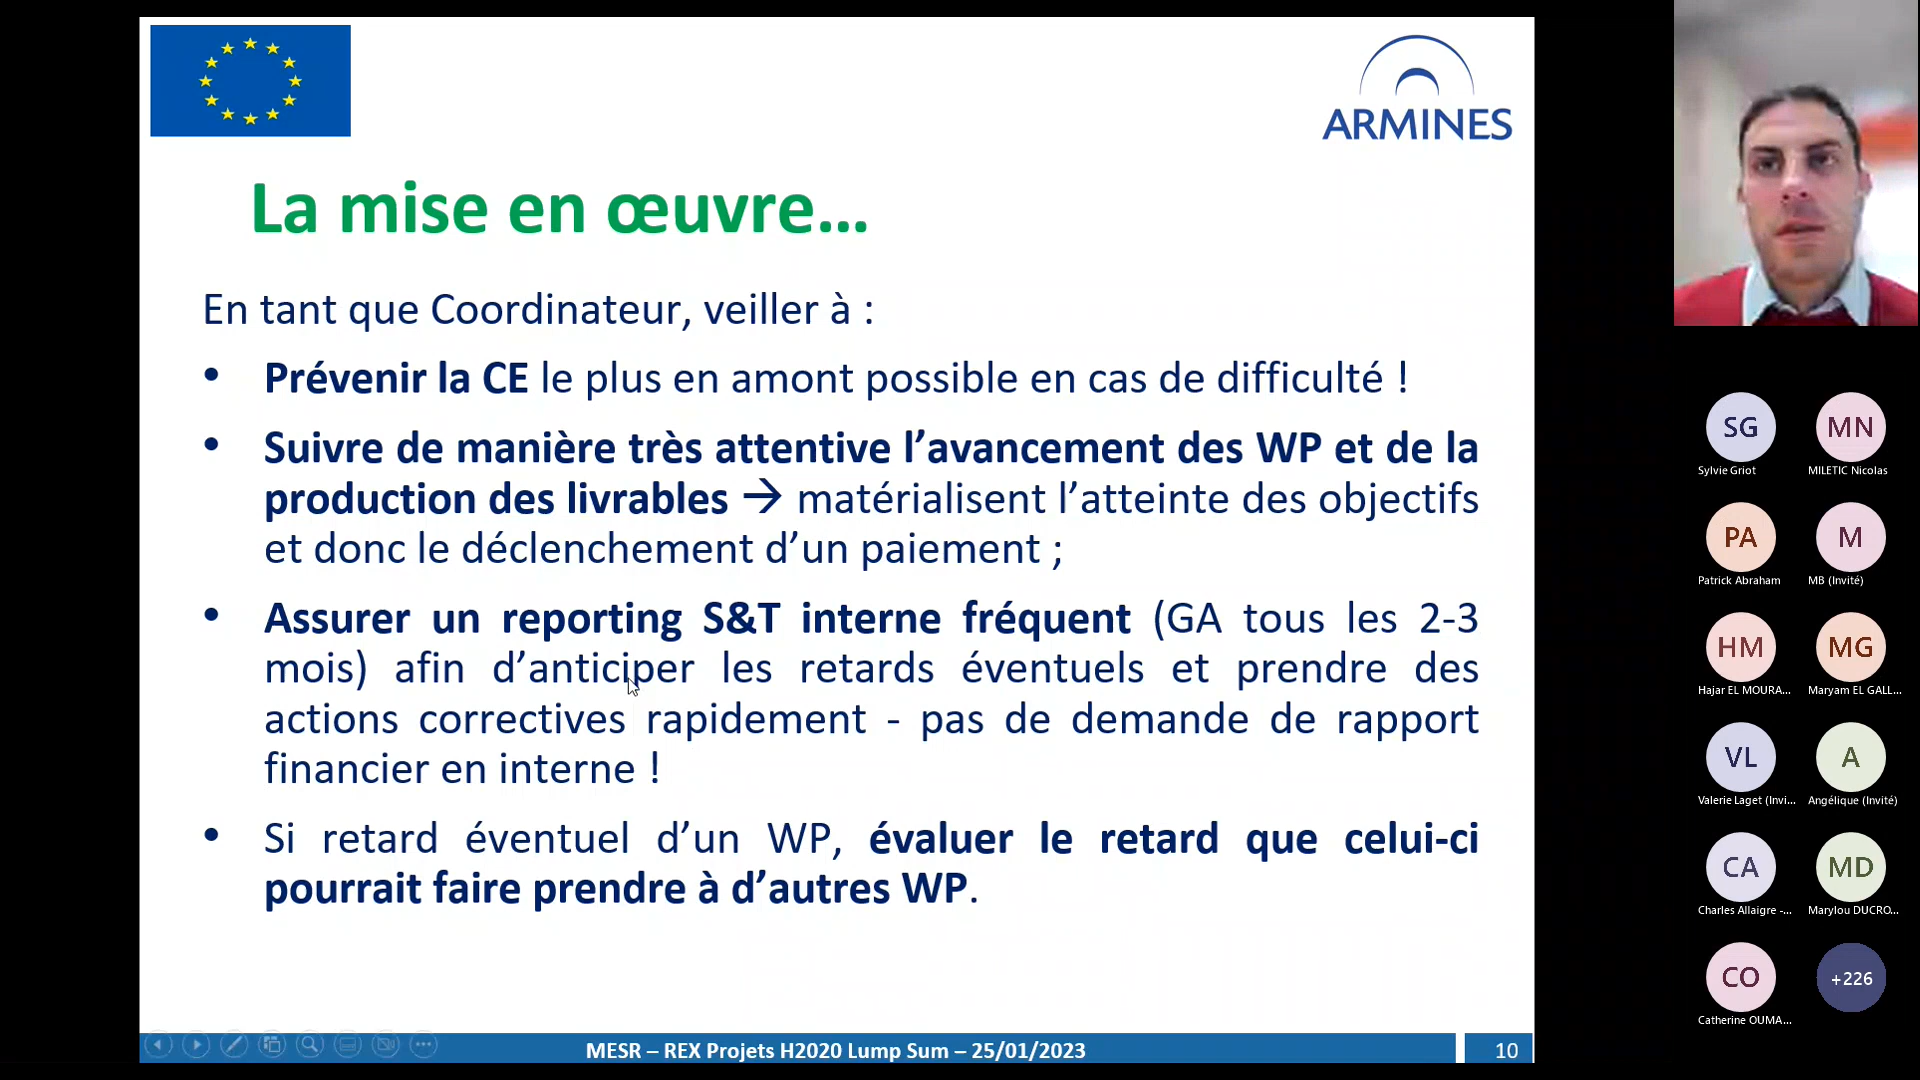 ARMINES
La mise en œuvre...
En tant que Coordinateur, veiller à :
• Prévenir la CE le plus en amont possible en cas de difficulté !
• Suivre de manière très attentive l’avancement des WP et de la
production des livrables → matérialisent l’atteinte des objectifs
et donc le déclenchement d’un paiement ;
• Assurer un reporting S&T interne fréquent (GA tous les 2-3
mois) afin d’anticiper les retards éventuels et prendre des
actions correctives rapidement - pas de demande de rapport
financier en interne !
• Si retard éventuel d’un WP, évaluer le retard que celui-ci
pourrait faire prendre à d’autres WP.
MESR – REX Projets H2020 Lump Sum – 25/01/2023
10
SG
Sylvie Griot
MN
MILETIC Nicolas
PA
Patrick Abraham
M
MB (Invité)
HM
Hajar EL MOURA...
MG
Maryam EL GALL...
VL
Valerie Laget (Invi...
A
Angélique (Invité)
CA
Charles Allaigre -...
MD
Marylou DUCRO...
CO
Catherine OUMA...
+226